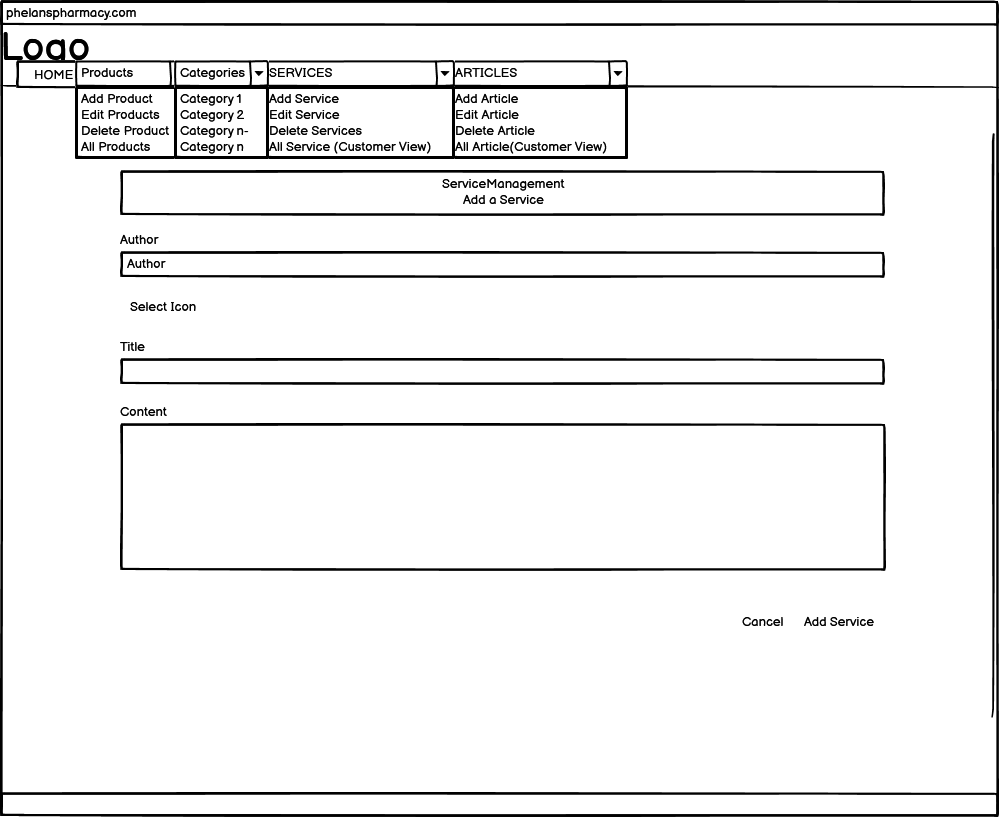 phelanspharmacy.com
Logo
HOME Products Categories SERVICES ARTICLES
Add Product Category 1 Add Service Add Article
Edit Products Category 2 Edit Service Edit Article
Delete Product Category n- Delete Services Delete Article
All Products Category n All Service (Customer View) All Article(Customer View)
ServiceManagement
Add a Service
Author
Author
Select Icon
Title
Content
Cancel Add Service